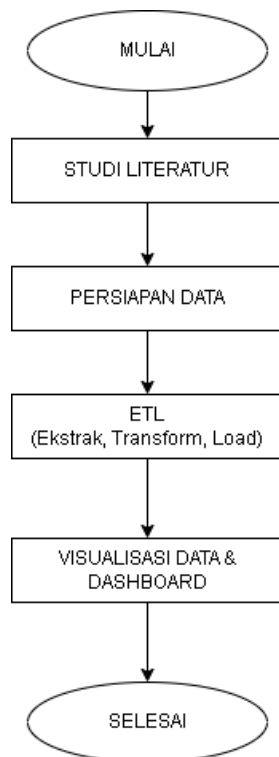 MULAI
STUDI LITERATUR
PERSIAPAN DATA
ETL
(Ekstrak, Transform, Load)
VISUALISASI DATA &
DASHBOARD
SELESAI